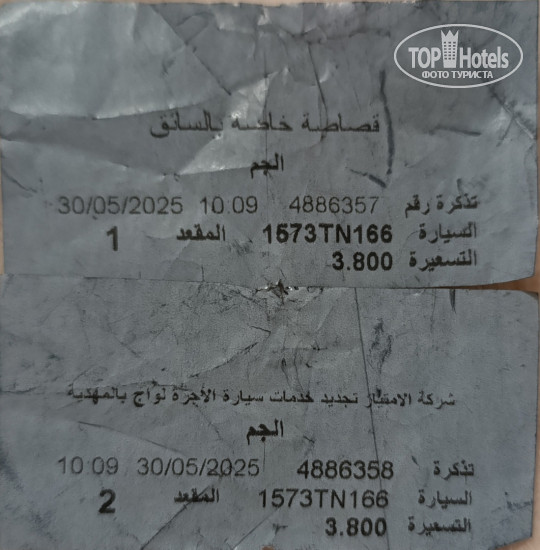 TOP Hotels
ФОТО ТУРИСТА
قصاصة خاصة بالسائق
الجم
تذكرة رقم 4886357 10:09 30/05/2025
السيارة 1573TN166 المقعد 1
التسعيرة 3.800
شركة الامتياز تجديد خدمات سيارة الأجرة لواج بالمهدية
الجم
تذكرة 4886358 30/05/2025 10:09
السيارة 1573TN166 المقعد 2
التسعيرة 3.800